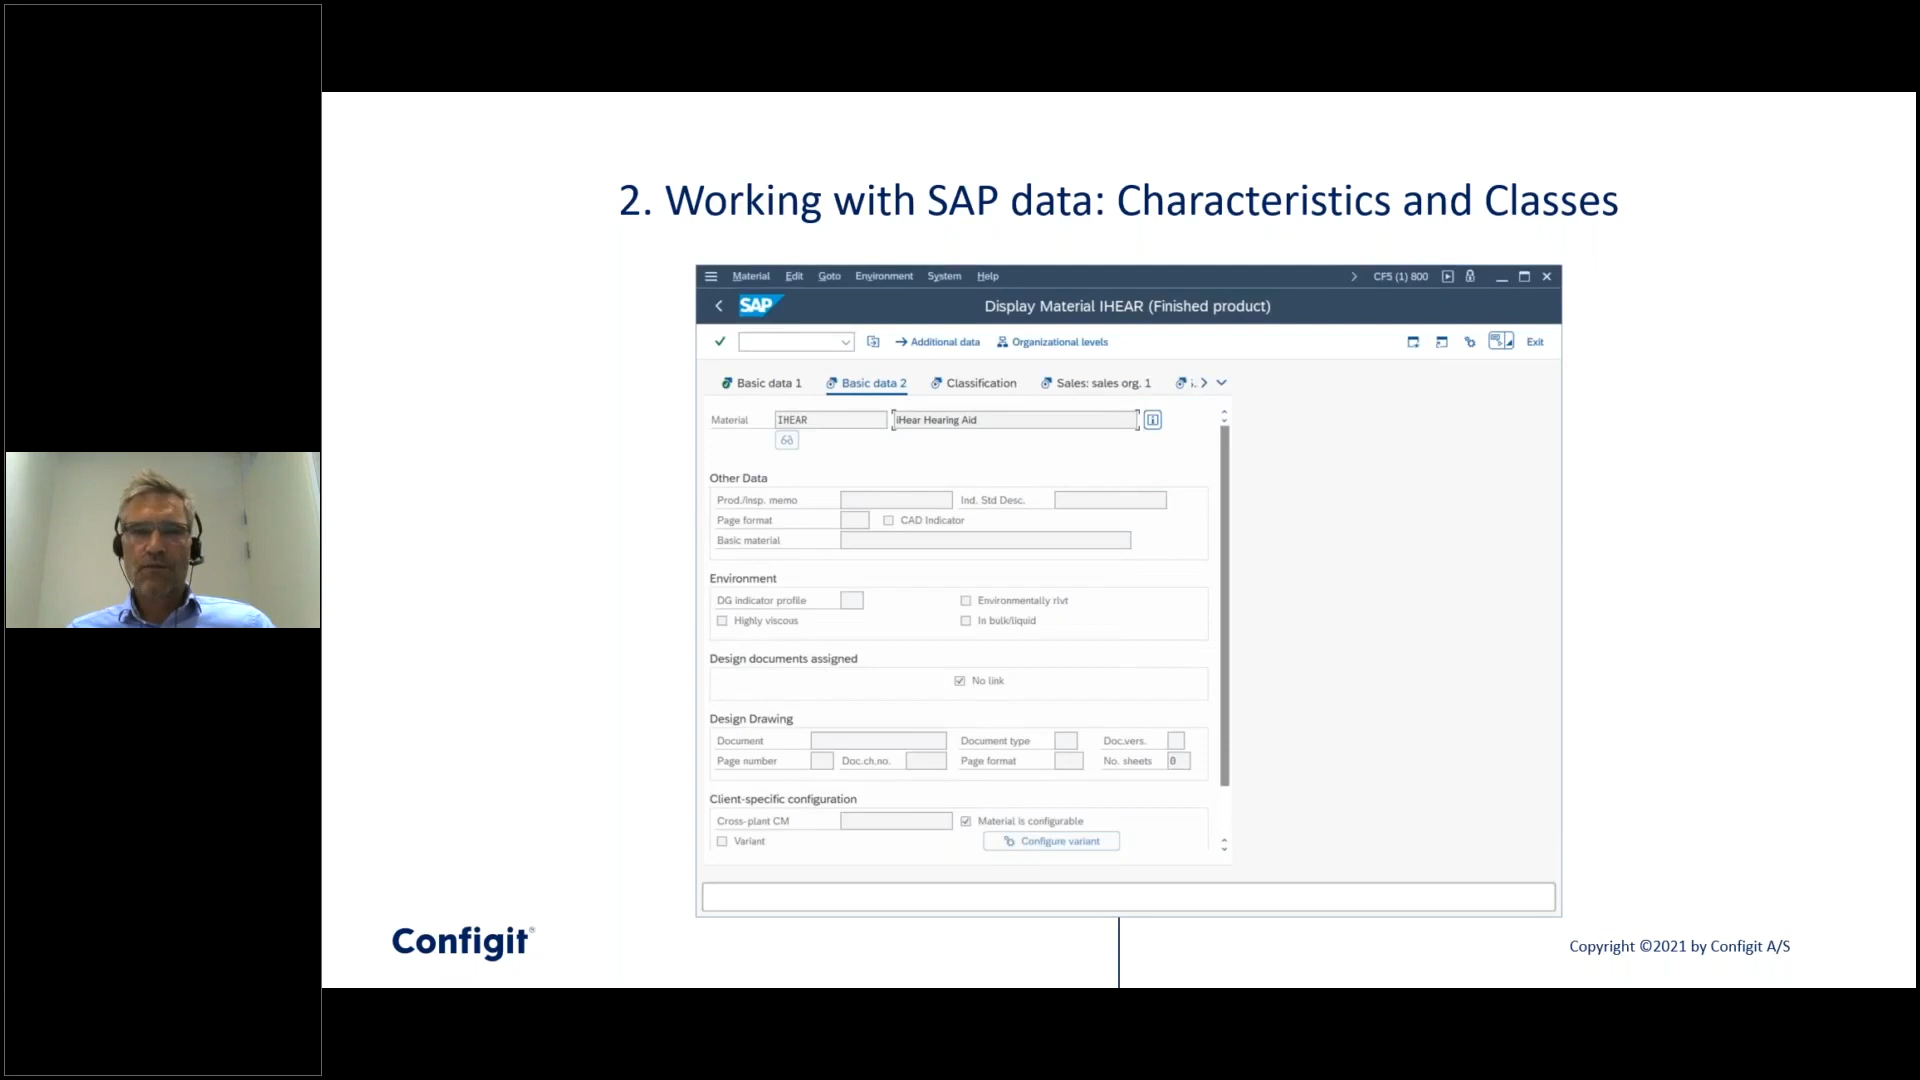 2. Working with SAP data: Characteristics and Classes
Material Edit Goto Environment System Help
CF5 (1) 800
SAP
Display Material IHEAR (Finished product)
Additional data
Organizational levels
Exit
Basic data 1
Basic data 2
Classification
Sales: sales org. 1
Material
IHEAR
iHear Hearing Aid
Other Data
Prod./insp. memo
Ind. Std Desc.
Page format
CAD Indicator
Basic material
Environment
DG indicator profile
Environmentally rlvt
Highly viscous
In bulk/liquid
Design documents assigned
No link
Design Drawing
Document
Document type
Doc.vers.
Page number
Doc.ch.no.
Page format
No. sheets
0
Client-specific configuration
Cross-plant CM
Material is configurable
Variant
Configure variant
Configit®
Copyright ©2021 by Configit A/S